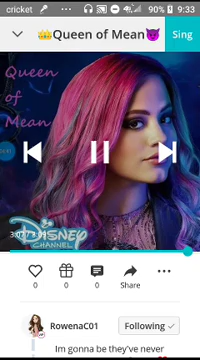 cricket ... 90% 9:33
👑Queen of Mean😈 Sing
Queen
of
Mean
DISNEY
CHANNEL
0 0 0 Share
RowenaC01 Following ✓
Im gonna be they've never